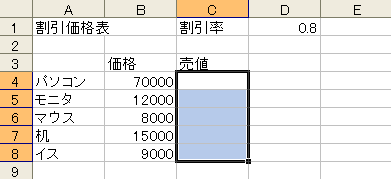 A B C D E
1 割引価格表 割引率 0.8
2
3 価格 売値
4 パソコン 70000
5 モニタ 12000
6 マウス 8000
7 机 15000
8 イス 9000
9